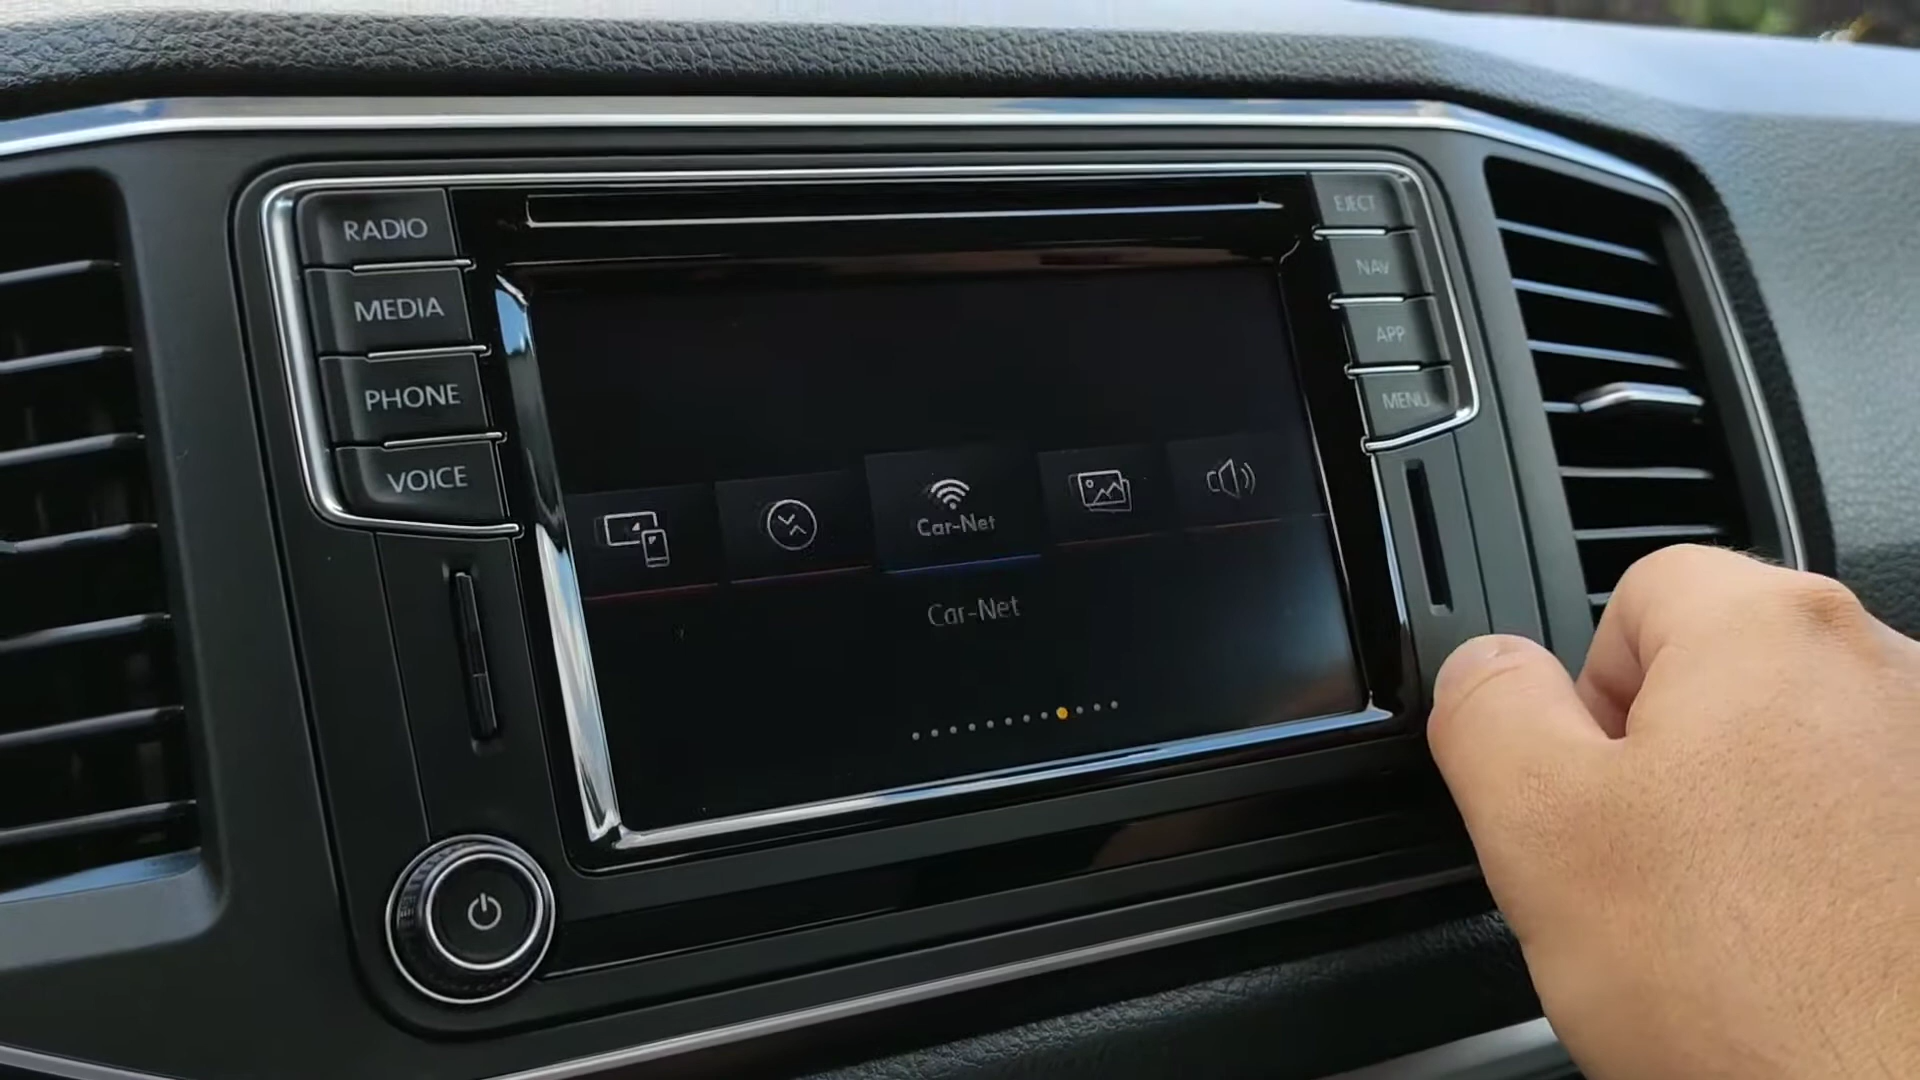 RADIO
MEDIA
PHONE
VOICE
EJECT
NAV
APP
MENU
Car-Net
Car-Net